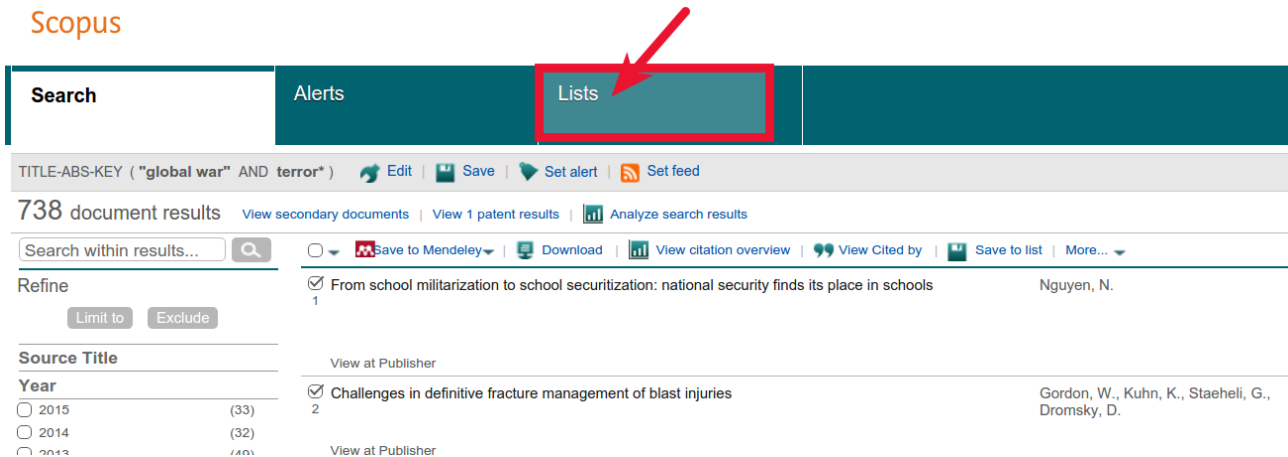 Scopus
Search Alerts Lists
TITLE-ABS-KEY ( "global war" AND terror* ) Edit | Save | Set alert | Set feed
738 document results View secondary documents | View 1 patent results | Analyze search results
Search within results... Save to Mendeley | Download | View citation overview | View Cited by | Save to list | More...
Refine
Limit to Exclude
From school militarization to school securitization: national security finds its place in schools Nguyen, N.
1
View at Publisher
Source Title
Year
2015 (33)
2014 (32)
2013 (49)
Challenges in definitive fracture management of blast injuries Gordon, W., Kuhn, K., Staeheli, G.,
2 Dromsky, D.
View at Publisher